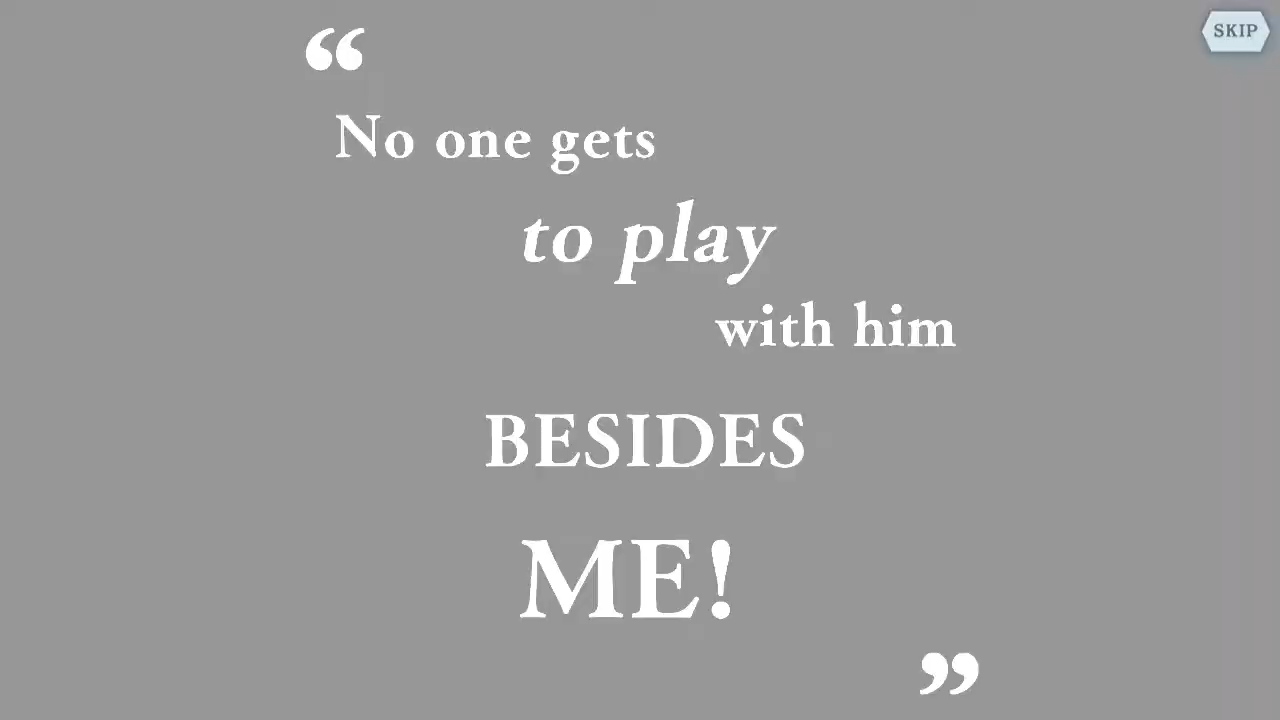 SKIP
“
No one gets
to play
with him
BESIDES
ME!
”